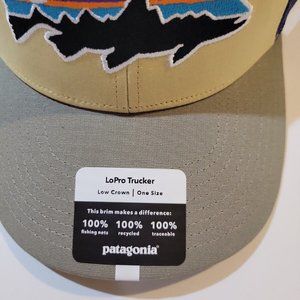 LoPro Trucker
Low Crown | One Size
This brim makes a difference:
100% 100% 100%
fishing nets recycled traceable
patagonia